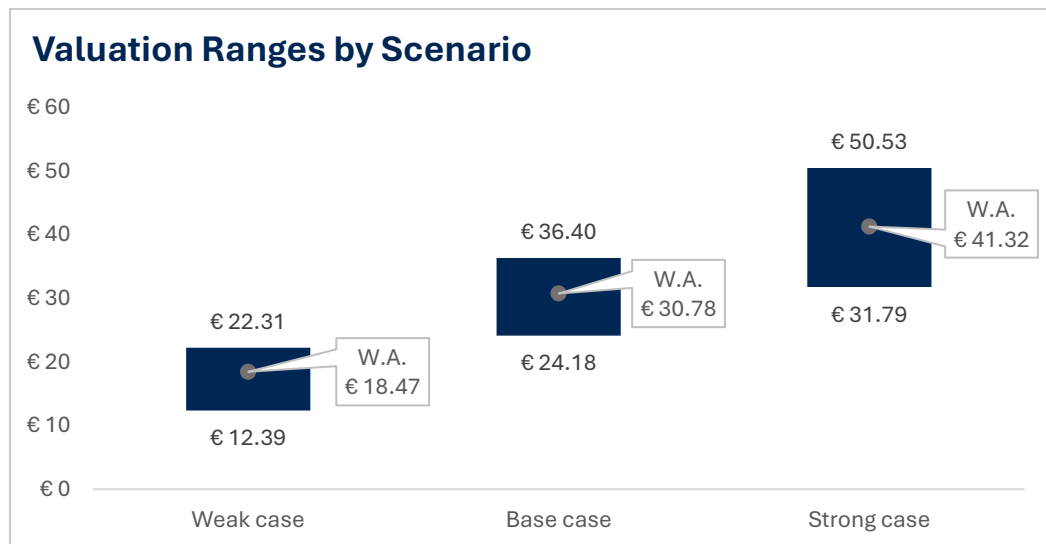 Valuation Ranges by Scenario
€ 60
€ 50
€ 40
€ 30
€ 20
€ 10
€ 0
€ 22.31
W.A.
€ 18.47
€ 12.39
€ 36.40
W.A.
€ 30.78
€ 24.18
€ 50.53
W.A.
€ 41.32
€ 31.79
Weak case
Base case
Strong case